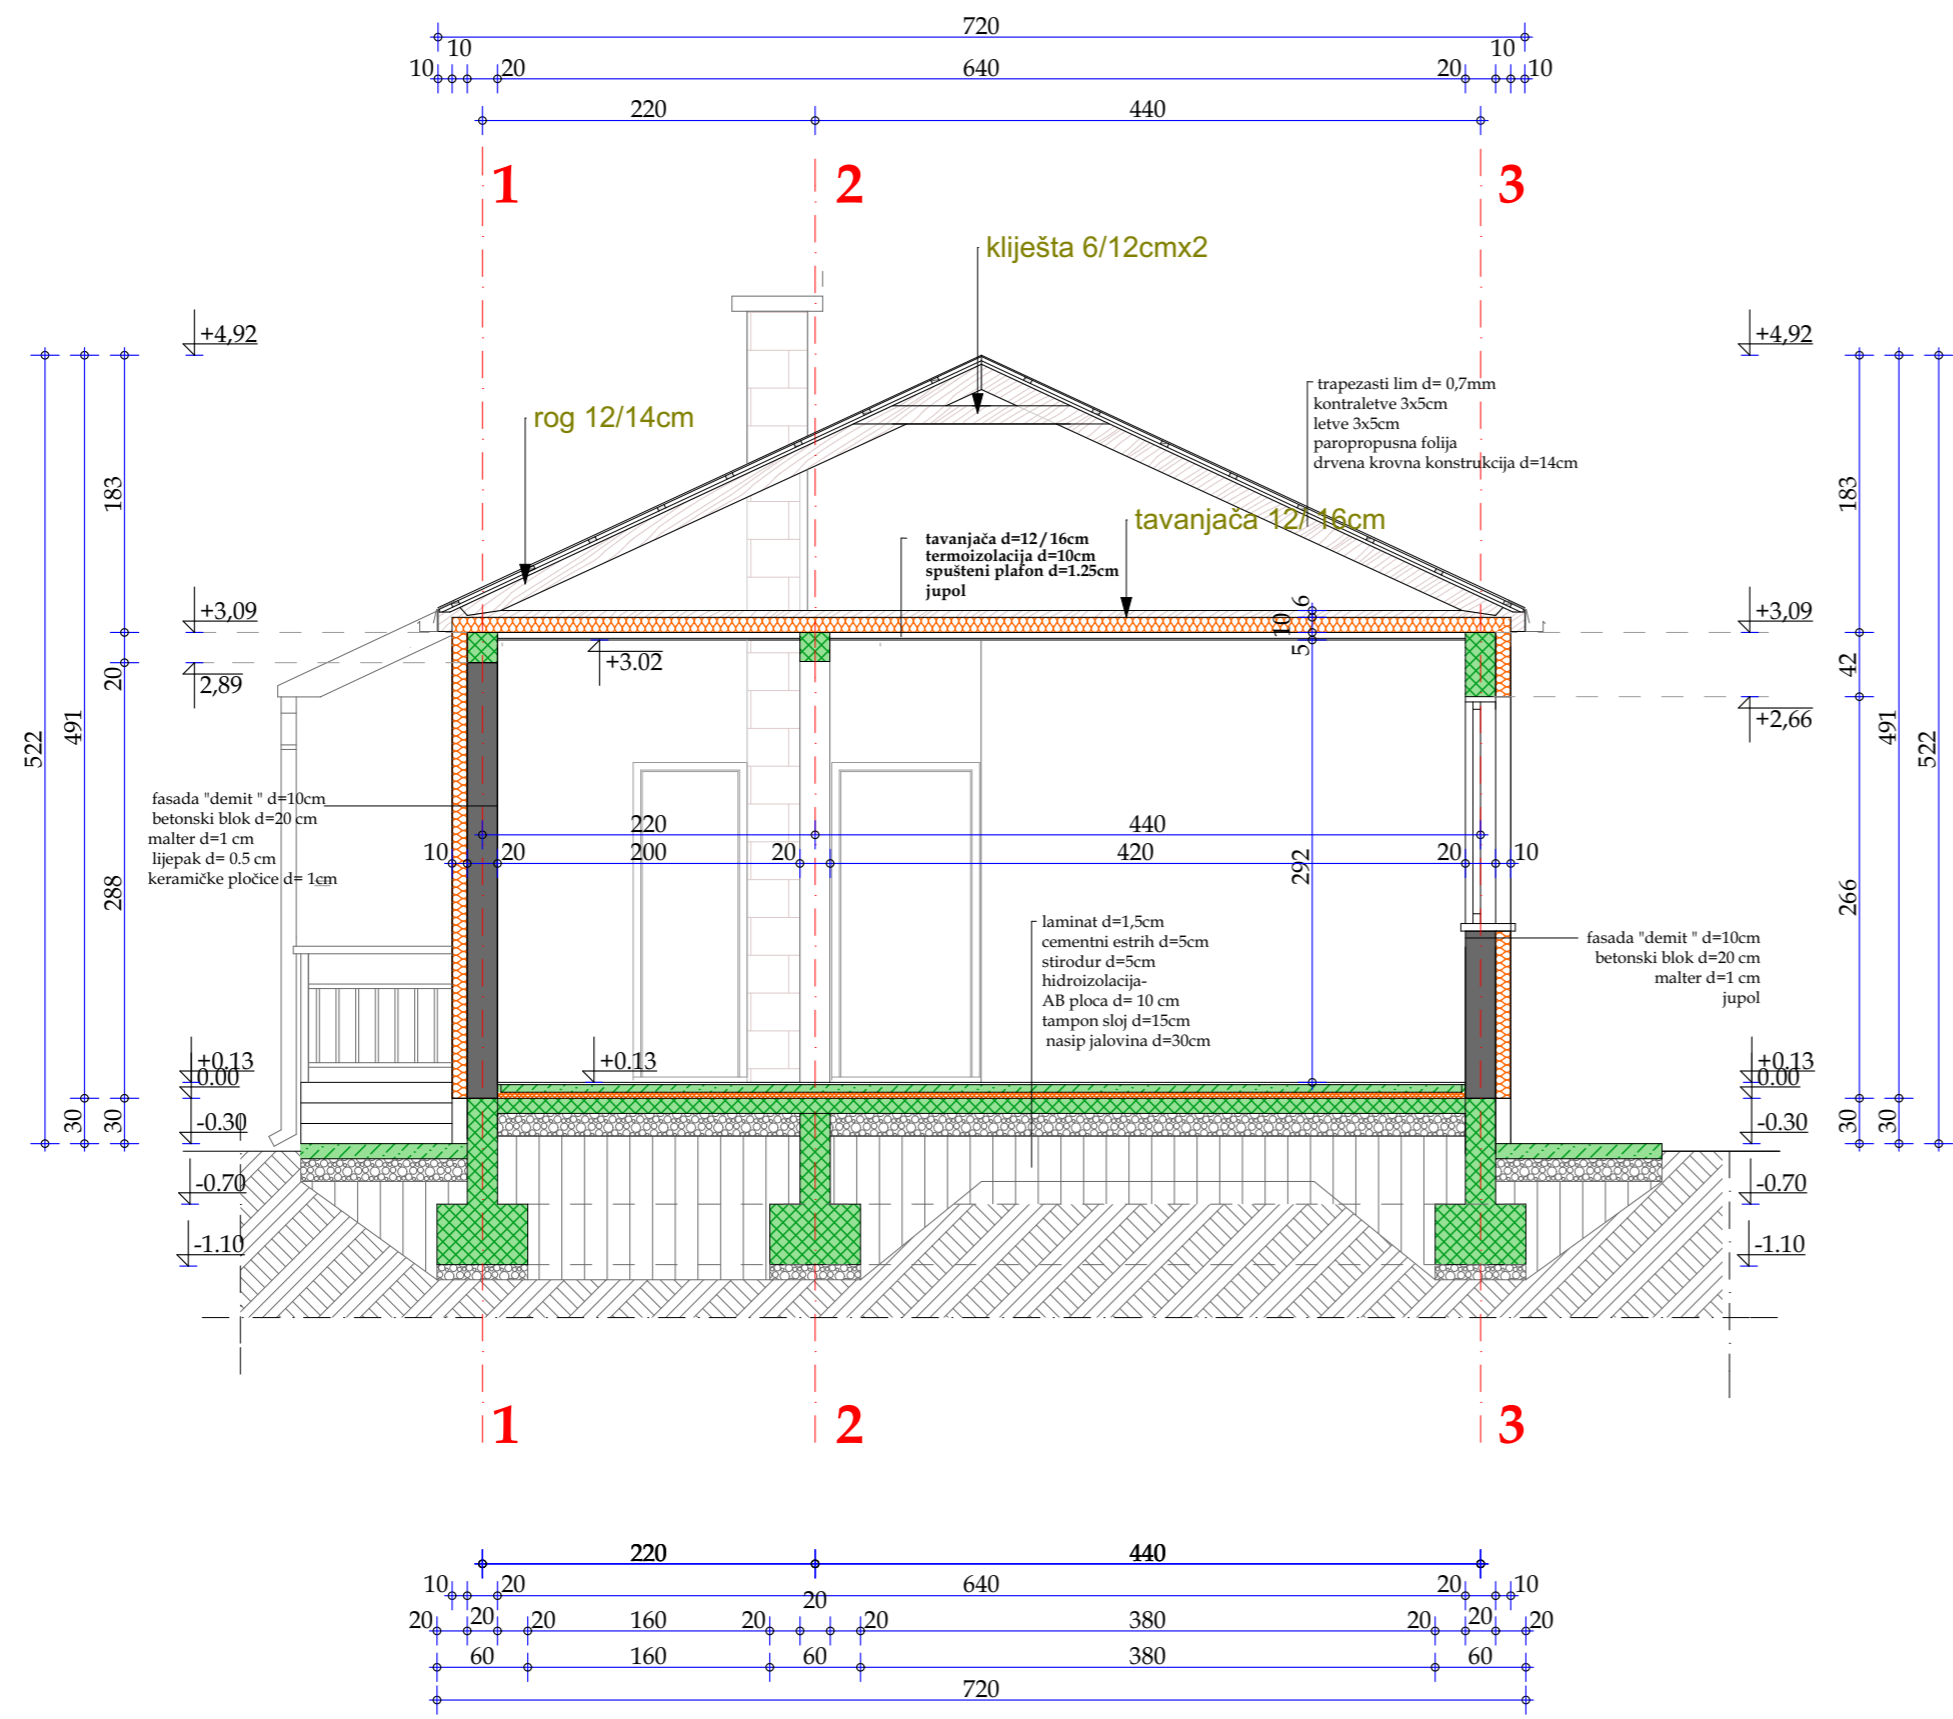 720
10 10 20 640 20 10 10
220 440
1 2 3
kliješta 6/12cmx2
+4,92 +4,92
rog 12/14cm
trapezasti lim d= 0,7mm
kontraletve 3x5cm
letve 3x5cm
paropropusna folija
drvena krovna konstrukcija d=14cm
183 183
tavanjača 12/ 16cm
tavanjača d=12/16cm
termoizolacija d=10cm
spušteni plafon d=1.25cm
jupol
+3,09 6 10 5 +3,09
+3.02
20 2,89 42
+2,66
522 491 491 522
fasada "demit " d=10cm
betonski blok d=20 cm
malter d=1 cm
lijepak d= 0.5 cm
keramičke pločice d= 1cm
220 440
10 20 200 20 420 20 10
288 292 266
laminat d=1,5cm
cementni estrih d=5cm
stirodur d=5cm
hidroizolacija-
AB ploca d= 10 cm
tampon sloj d=15cm
nasip jalovina d=30cm
fasada "demit " d=10cm
betonski blok d=20 cm
malter d=1 cm
jupol
+0.13 +0.13 +0.13
0.00 0.00
30 30 -0.30 -0.30 30 30
-0.70 -0.70
-1.10 -1.10
1 2 3
220 440
10 20 640 20 10
20 20 20 160 20 20 20 380 20 20 20
60 160 60 380 60
720